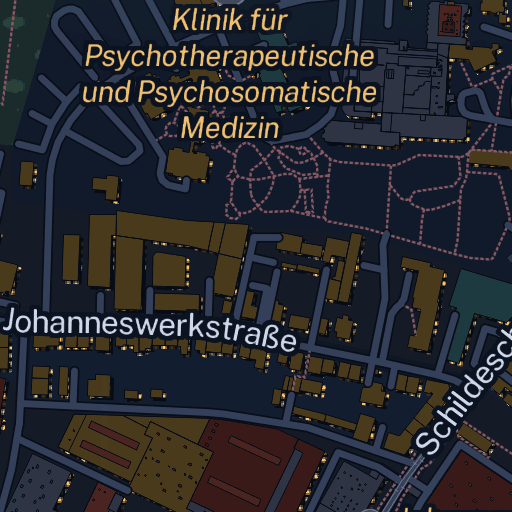 Klinik für
Psychotherapeutische
und Psychosomatische
Medizin
Johanneswerkstraße
Schildesch